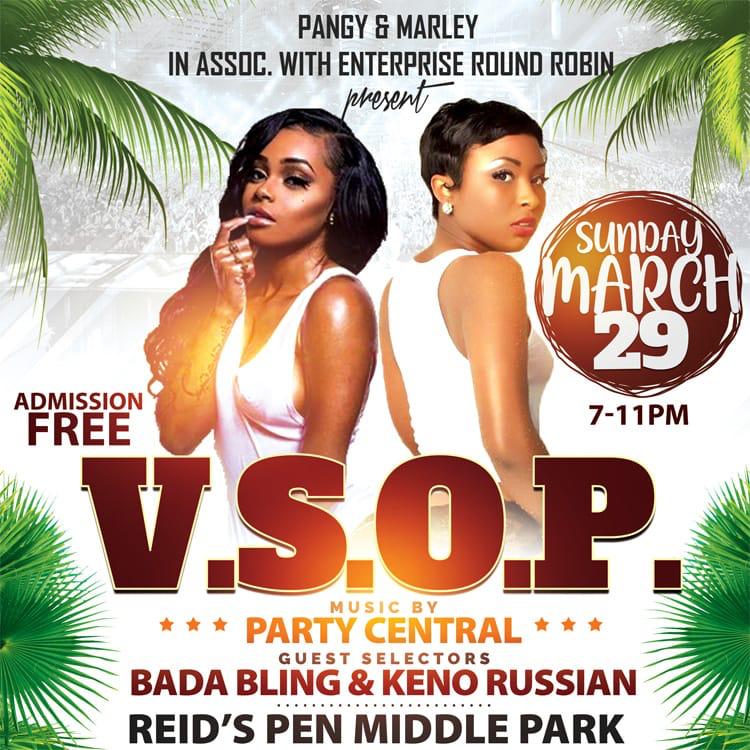 PANGY & MARLEY
IN ASSOC. WITH ENTERPRISE ROUND ROBIN
present
SUNDAY
MARCH
29
7-11PM
ADMISSION
FREE
V.S.O.P.
MUSIC BY
PARTY CENTRAL
GUEST SELECTORS
BADA BLING & KENO RUSSIAN
REID'S PEN MIDDLE PARK